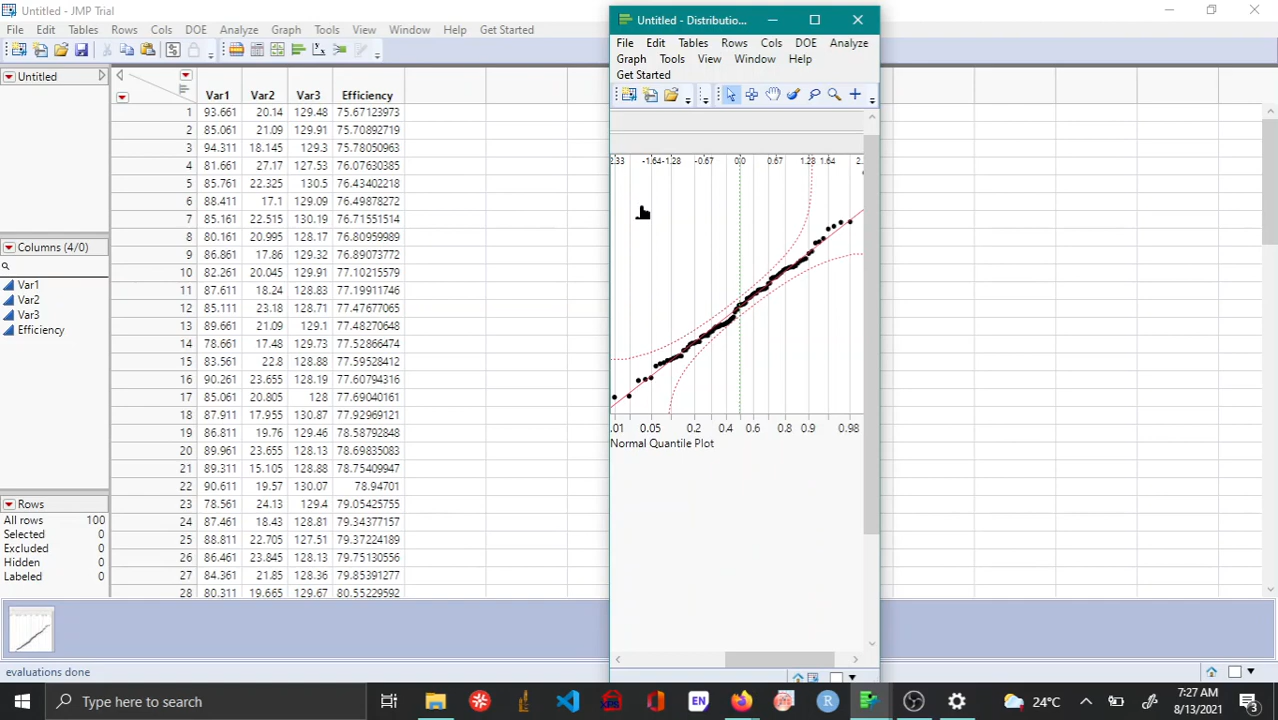 Untitled - JMP Trial
File Edit Tables Rows Cols DOE Analyze Graph Tools View Window Help Get Started
Untitled
Var1 Var2 Var3 Efficiency
1 93.661 20.14 129.48 75.67123973
2 85.061 21.09 129.91 75.70892719
3 94.311 18.145 129.3 75.78050963
4 81.661 27.17 127.53 76.07630385
5 85.761 22.325 130.5 76.43402218
6 88.411 17.1 129.09 76.49878272
7 85.161 22.515 130.19 76.71551514
8 80.161 20.995 128.17 76.80959989
9 86.861 17.86 129.32 76.89073772
10 82.261 20.045 129.91 77.10215579
11 87.611 18.24 128.83 77.19911746
12 85.111 23.18 128.71 77.47677065
13 89.661 21.09 129.1 77.48270648
14 78.661 17.48 129.73 77.52866474
15 83.561 22.8 128.88 77.59528412
16 90.261 23.655 128.19 77.60794316
17 85.061 20.805 128 77.69040161
18 87.911 17.955 130.87 77.92969121
19 86.811 19.76 129.46 78.58792848
20 89.961 23.655 128.13 78.69835083
21 89.311 15.105 128.88 78.75409947
22 90.611 19.57 130.07 78.94701
23 78.561 24.13 129.4 79.05425755
24 87.461 18.43 128.81 79.34377157
25 88.811 22.705 127.51 79.37224189
26 86.461 23.845 128.13 79.75130556
27 84.361 21.85 128.36 79.85391277
28 80.311 19.665 129.67 80.55229592
Columns (4/0)
Var1
Var2
Var3
Efficiency
Rows
All rows 100
Selected 0
Excluded 0
Hidden 0
Labeled 0
evaluations done
Untitled - Distributio...
File Edit Tables Rows Cols DOE Analyze
Graph Tools View Window Help
Get Started
2.33 -1.64 -1.28 -0.67 0.0 0.67 1.28 1.64 2.
.01 0.05 0.2 0.4 0.6 0.8 0.9 0.98
Normal Quantile Plot
Type here to search
EN
R
24°C
7:27 AM
8/13/2021
3